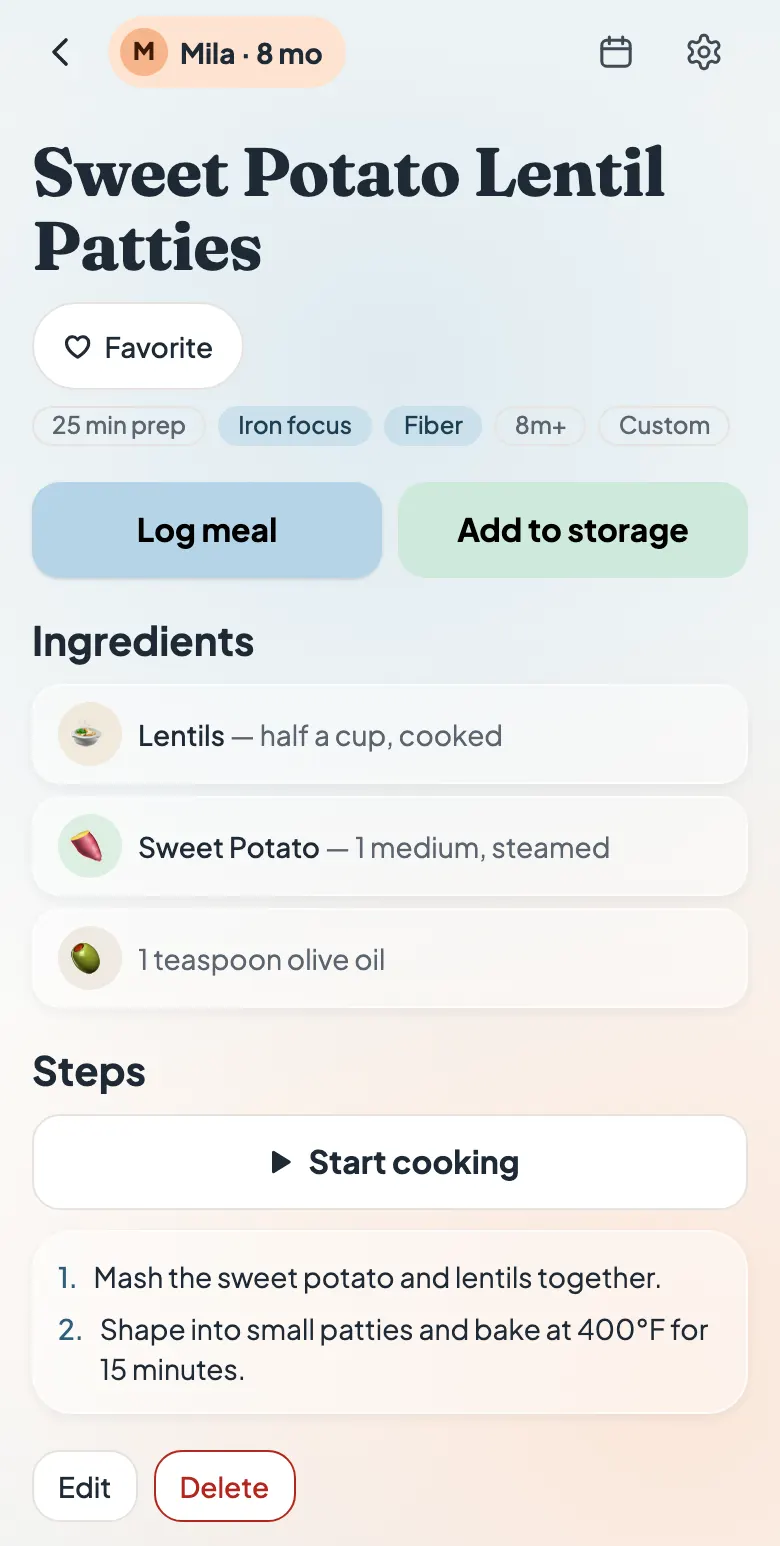 M Mila · 8 mo
Sweet Potato Lentil
Patties
Favorite
25 min prep Iron focus Fiber 8m+ Custom
Log meal Add to storage
Ingredients
Lentils — half a cup, cooked
Sweet Potato — 1 medium, steamed
1 teaspoon olive oil
Steps
Start cooking
1. Mash the sweet potato and lentils together.
2. Shape into small patties and bake at 400°F for
15 minutes.
Edit Delete